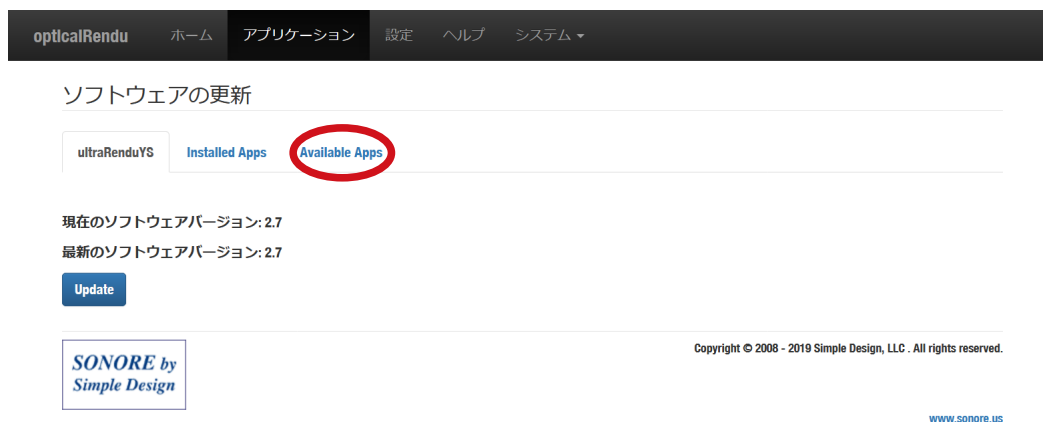 optIcalRendu ホーム アプリケーション 設定 ヘルプ システム
ソフトウェアの更新
ultraRenduYS Installed Apps Available Apps
現在のソフトウェアバージョン: 2.7
最新のソフトウェアバージョン: 2.7
Update
SONORE by
Simple Design
Copyright © 2008 - 2019 Simple Design, LLC . All rights reserved.
www.sonore.us